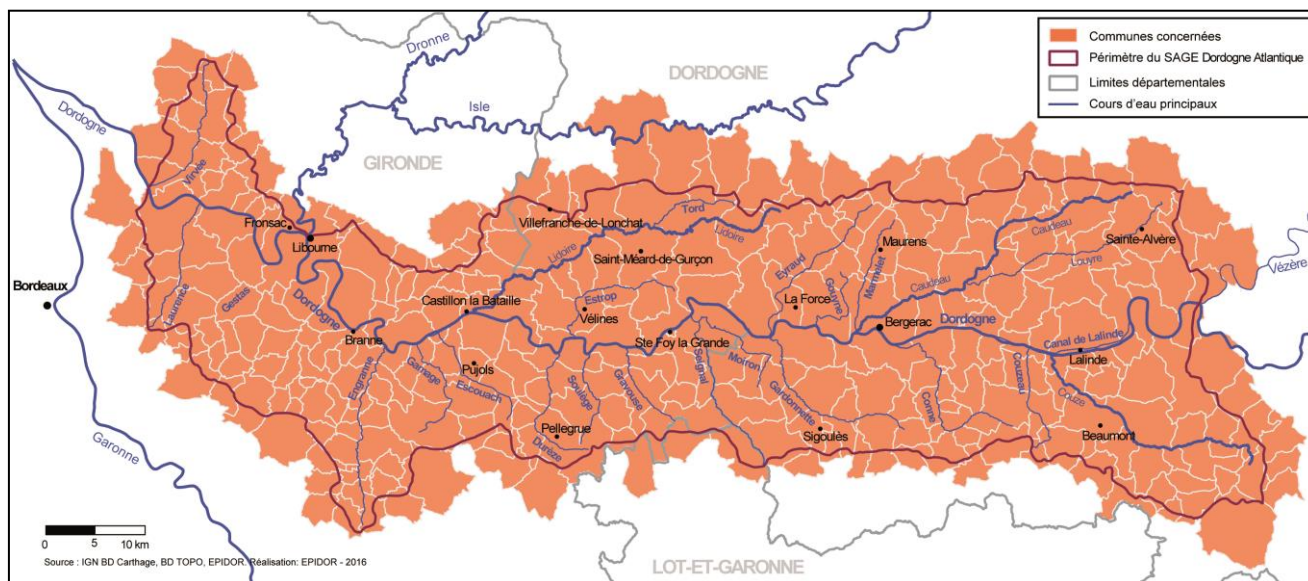 Communes concernées
Périmètre du SAGE Dordogne Atlantique
Limites départementales
Cours d'eau principaux
Dronne
DORDOGNE
Isle
Dordogne
GIRONDE
Virvée
Tord
Villefranche-de-Lonchat
Fronsac
Libourne
Lidoire
Lidoire
Saint-Méard-de-Gurçon
Maurens
Caudeau
Sainte-Alvère
Vézère
Eyraud
Gouyne
Marmelet
Louyre
Caudeau
Bordeaux
Laurence
Gestas
Dordogne
Castillon la Bataille
Estrop
Vélines
La Force
Bergerac
Dordogne
Branne
Ste Foy la Grande
Canal de Lalinde
Lalinde
Engranne
Gamage
Pujols
Escouach
Soulège
Gravouse
Seignal
Moiron
Gardonnette
Conne
Couzeau
Couze
Pellegrue
Durèze
Sigoulès
Beaumont
Garonne
0 5 10 km
Source : IGN BD Carthage, BD TOPO, EPIDOR. Réalisation: EPIDOR - 2016
LOT-ET-GARONNE